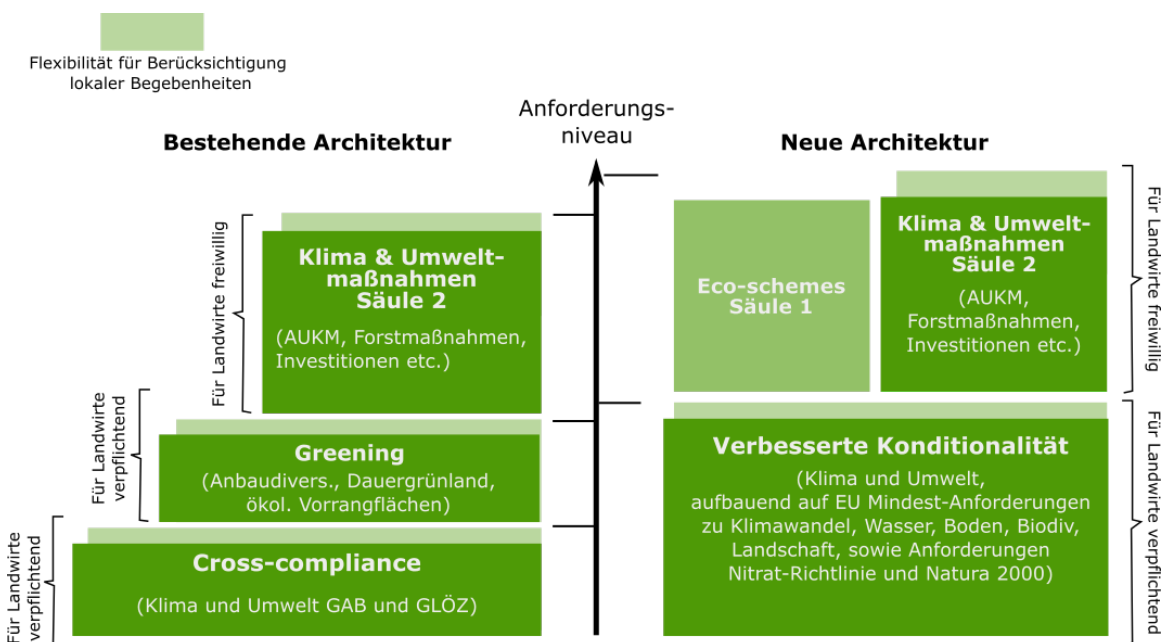 Flexibilität für Berücksichtigung
lokaler Begebenheiten
Anforderungs-
niveau
Bestehende Architektur
Neue Architektur
Für Landwirte freiwillig
Klima & Umwelt-
maßnahmen
Säule 2
(AUKM, Forstmaßnahmen,
Investitionen etc.)
Für Landwirte
verpflichtend
Greening
(Anbaudivers., Dauergrünland,
ökol. Vorrangflächen)
Für Landwirte
verpflichtend
Cross-compliance
(Klima und Umwelt GAB und GLÖZ)
Eco-schemes
Säule 1
Klima & Umwelt-
maßnahmen
Säule 2
(AUKM,
Forstmaßnahmen,
Investitionen etc.)
Für Landwirte freiwillig
Verbesserte Konditionalität
(Klima und Umwelt,
aufbauend auf EU Mindest-Anforderungen
zu Klimawandel, Wasser, Boden, Biodiv,
Landschaft, sowie Anforderungen
Nitrat-Richtlinie und Natura 2000)
Für Landwirte verpflichtend